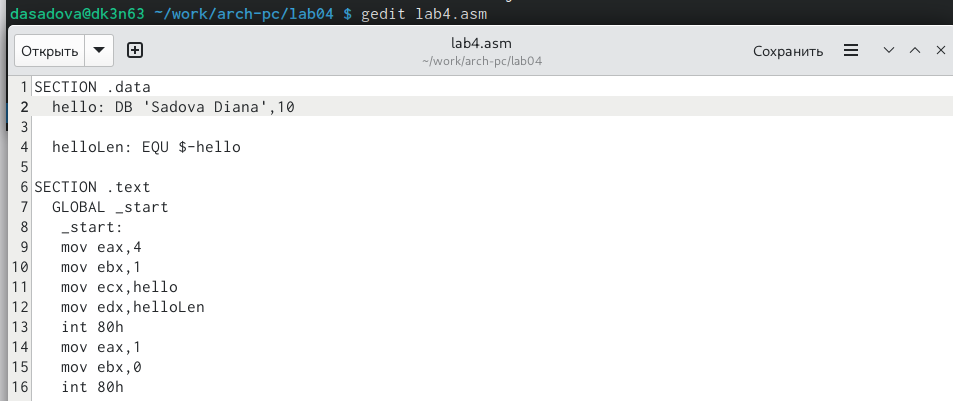 dasadova@dk3n63 ~/work/arch-pc/lab04 $ gedit lab4.asm
Открыть
lab4.asm
~/work/arch-pc/lab04
Сохранить
1 SECTION .data
2 hello: DB 'Sadova Diana',10
3
4 helloLen: EQU $-hello
5
6 SECTION .text
7 GLOBAL _start
8 _start:
9 mov eax,4
10 mov ebx,1
11 mov ecx,hello
12 mov edx,helloLen
13 int 80h
14 mov eax,1
15 mov ebx,0
16 int 80h